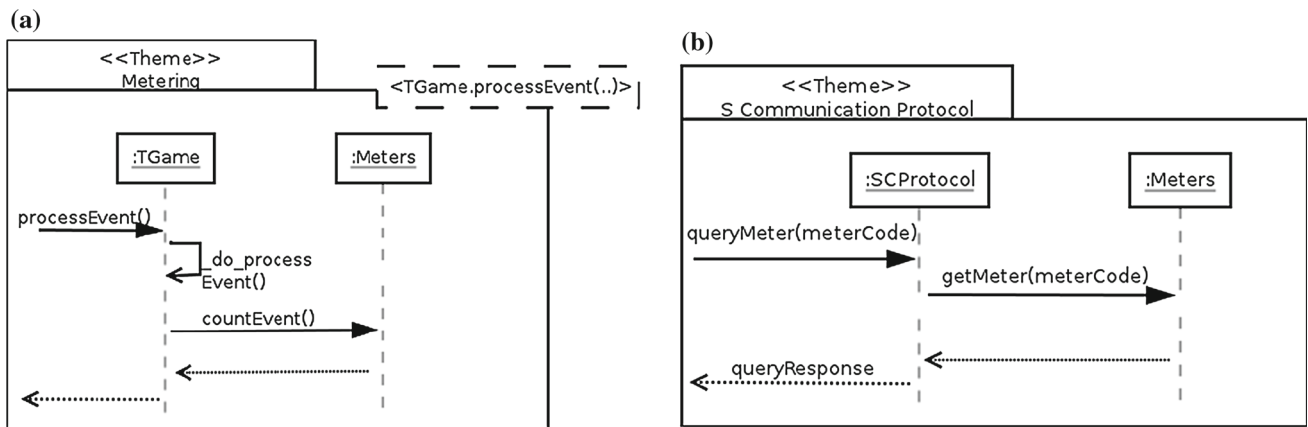 (a)
<<Theme>>
Metering
<TGame.processEvent(..)>
:TGame
:Meters
processEvent()
_do_process
Event()
countEvent()
(b)
<<Theme>>
S Communication Protocol
:SCProtocol
:Meters
queryMeter(meterCode)
getMeter(meterCode)
queryResponse